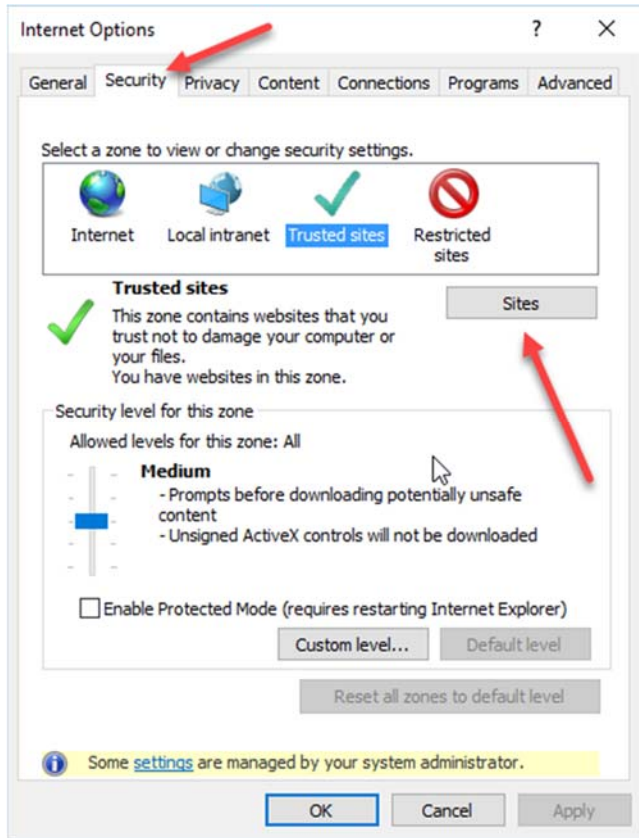 Internet Options ? ×
General Security Privacy Content Connections Programs Advanced
Select a zone to view or change security settings.
Internet Local intranet Trusted sites Restricted
sites
Trusted sites
Sites
This zone contains websites that you
trust not to damage your computer or
your files.
You have websites in this zone.
Security level for this zone
Allowed levels for this zone: All
Medium
- Prompts before downloading potentially unsafe
content
- Unsigned ActiveX controls will not be downloaded
Enable Protected Mode (requires restarting Internet Explorer)
Custom level... Default level
Reset all zones to default level
Some settings are managed by your system administrator.
OK Cancel Apply